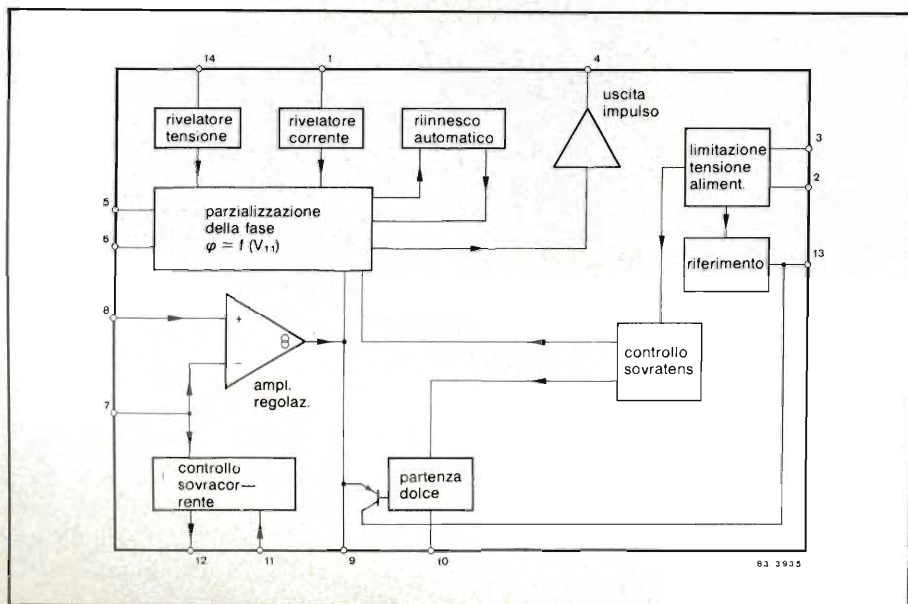 14
1
4
rivelatore
tensione
rivelatore
corrente
riinnesco
automatico
uscita
impulso
limitazione
tensione
aliment.
3
2
5
6
parzializzazione
della fase
φ = f (V₁₁)
riferimento
13
8
+
−
ampl.
regolaz.
controllo
sovratens
7
controllo
sovracor—
rente
partenza
dolce
12
11
9
10
83 3935